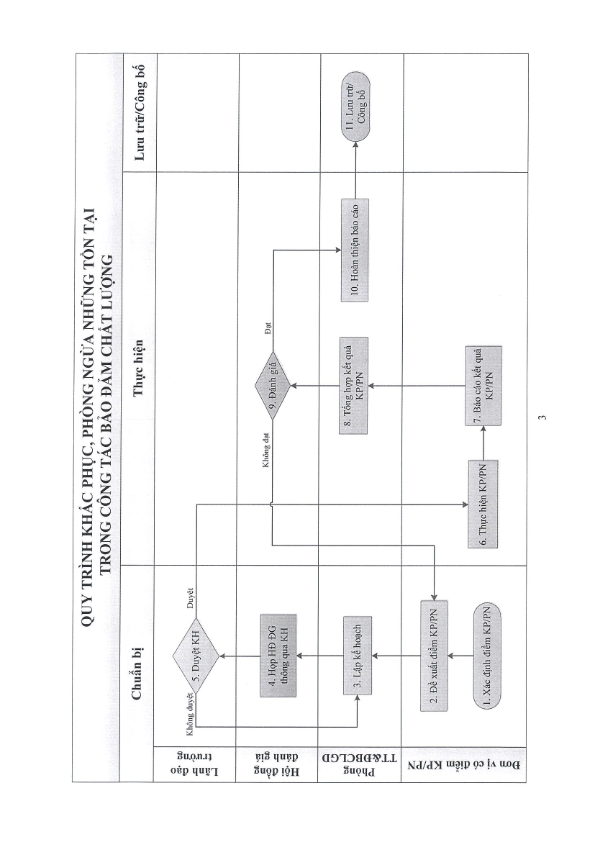 QUY TRÌNH KHẮC PHỤC, PHÒNG NGỪA NHỮNG TỒN TẠI
TRONG CÔNG TÁC BẢO ĐẢM CHẤT LƯỢNG
Chuẩn bị
Thực hiện
Lưu trữ/Công bố
Lãnh đạo
trường
Không duyệt
5. Duyệt KH
Duyệt
Hội đồng
đánh giá
4. Họp HĐ ĐG
thông qua KH
Không đạt
9. Đánh giá
Đạt
Phòng
TT&ĐBCLGD
3. Lập kế hoạch
8. Tổng hợp kết quả
KP/PN
10. Hoàn thiện báo cáo
11. Lưu trữ/
Công bố
Đơn vị có điểm KP/PN
2. Đề xuất điểm KP/PN
1. Xác định điểm KP/PN
6. Thực hiện KP/PN
7. Báo cáo kết quả
KP/PN
3